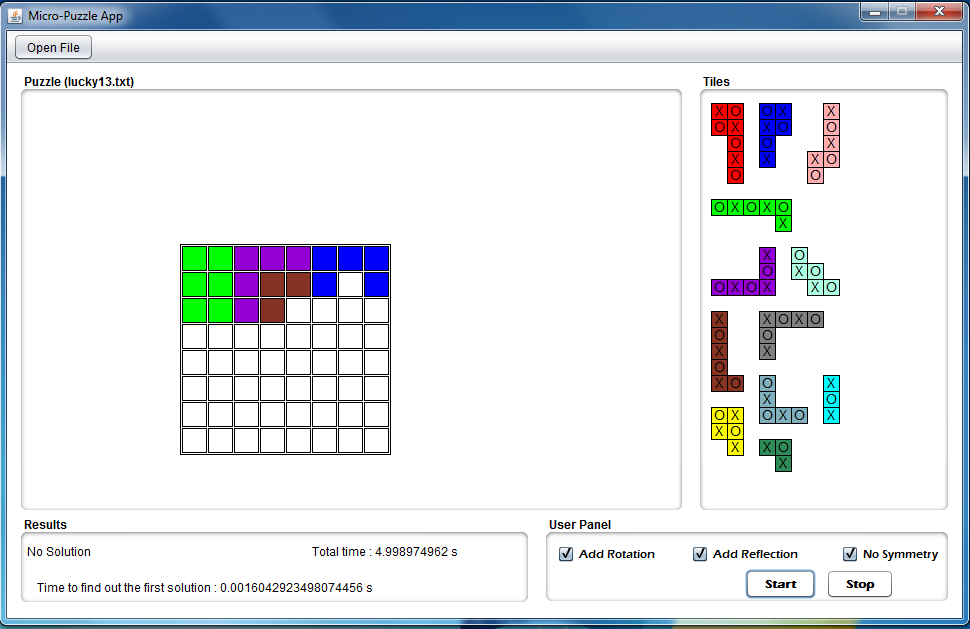 Micro-Puzzle App
Open File
Puzzle (lucky13.txt)
Tiles
X O O X X
O X X O O
O O X
X X X O
O O
O X O X O
X
X O
O X O
O X O X X O
X X O X O
O O
X X
O
X O O X
X O
O X O X O X
X O
X X O
X
Results
No Solution
Total time : 4.998974962 s
Time to find out the first solution : 0.0016042923498074456 s
User Panel
Add Rotation
Add Reflection
No Symmetry
Start
Stop